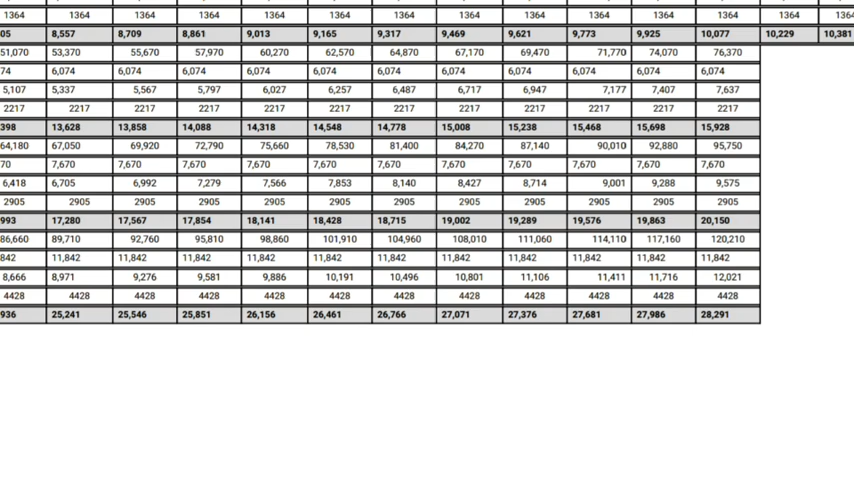 1364 1364 1364 1364 1364 1364 1364 1364 1364 1364 1364 1364 1364 136
05 8,557 8,709 8,861 9,013 9,165 9,317 9,469 9,621 9,773 9,925 10,077 10,229 10,381
51,070 53,370 55,670 57,970 60,270 62,570 64,870 67,170 69,470 71,770 74,070 76,370
74 6,074 6,074 6,074 6,074 6,074 6,074 6,074 6,074 6,074 6,074 6,074
5,107 5,337 5,567 5,797 6,027 6,257 6,487 6,717 6,947 7,177 7,407 7,637
2217 2217 2217 2217 2217 2217 2217 2217 2217 2217 2217 2217
398 13,628 13,858 14,088 14,318 14,548 14,778 15,008 15,238 15,468 15,698 15,928
64,180 67,050 69,920 72,790 75,660 78,530 81,400 84,270 87,140 90,010 92,880 95,750
70 7,670 7,670 7,670 7,670 7,670 7,670 7,670 7,670 7,670 7,670 7,670
6,418 6,705 6,992 7,279 7,566 7,853 8,140 8,427 8,714 9,001 9,288 9,575
2905 2905 2905 2905 2905 2905 2905 2905 2905 2905 2905 2905
993 17,280 17,567 17,854 18,141 18,428 18,715 19,002 19,289 19,576 19,863 20,150
86,660 89,710 92,760 95,810 98,860 101,910 104,960 108,010 111,060 114,110 117,160 120,210
842 11,842 11,842 11,842 11,842 11,842 11,842 11,842 11,842 11,842 11,842 11,842
8,666 8,971 9,276 9,581 9,886 10,191 10,496 10,801 11,106 11,411 11,716 12,021
4428 4428 4428 4428 4428 4428 4428 4428 4428 4428 4428 4428
936 25,241 25,546 25,851 26,156 26,461 26,766 27,071 27,376 27,681 27,986 28,291